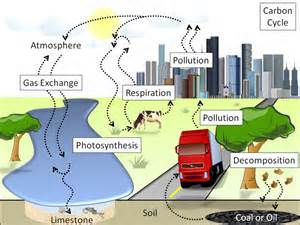 Carbon
Cycle
Atmosphere
Pollution
Gas Exchange
Respiration
Pollution
Photosynthesis
Decomposition
Soil
Limestone
Coal or Oil